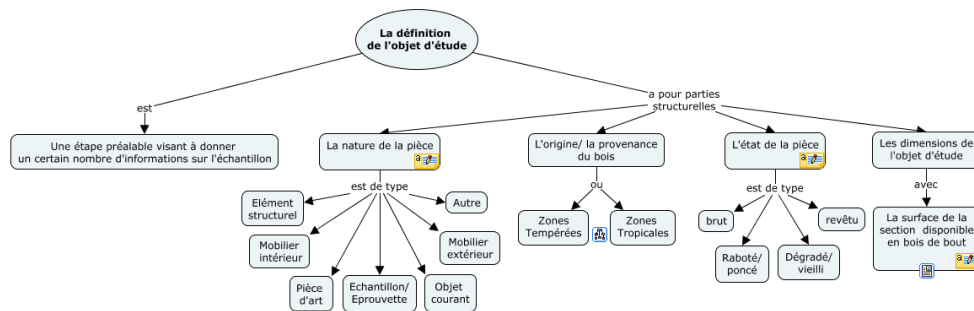 La définition
de l'objet d'étude
est
a pour parties
structurelles
Une étape préalable visant à donner
un certain nombre d'informations sur l'échantillon
La nature de la pièce
L'origine/ la provenance
du bois
L'état de la pièce
Les dimensions de
l'objet d'étude
est de type
ou
est de type
avec
Elément
structurel
Autre
Mobilier
intérieur
Mobilier
extérieur
Pièce
d'art
Echantillon/
Eprouvette
Objet
courant
Zones
Tempérées
Zones
Tropicales
brut
revêtu
Raboté/
poncé
Dégradé/
vieilli
La surface de la
section disponible
en bois de bout